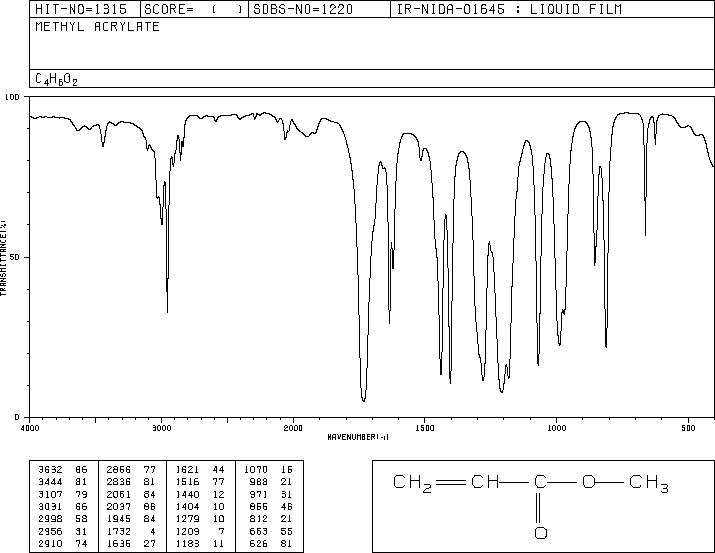 HIT-NO=1315 SCORE= ( ) SDBS-NO=1220 IR-NIDA-01645 : LIQUID FILM
METHYL ACRYLATE
C4H6O2
100
50
0
TRANSMITTANCE(%)
4000 3000 2000 1500 1000 500
WAVENUMBER(-1)
3632 86 2866 77 1621 44 1070 15
3444 81 2836 81 1516 77 988 21
3107 79 2061 84 1440 12 971 31
3031 66 2037 86 1404 10 855 46
2998 58 1945 84 1279 10 812 21
2956 31 1732 4 1209 7 663 55
2910 74 1635 27 1183 11 626 81
CH2 CH C O CH3
O